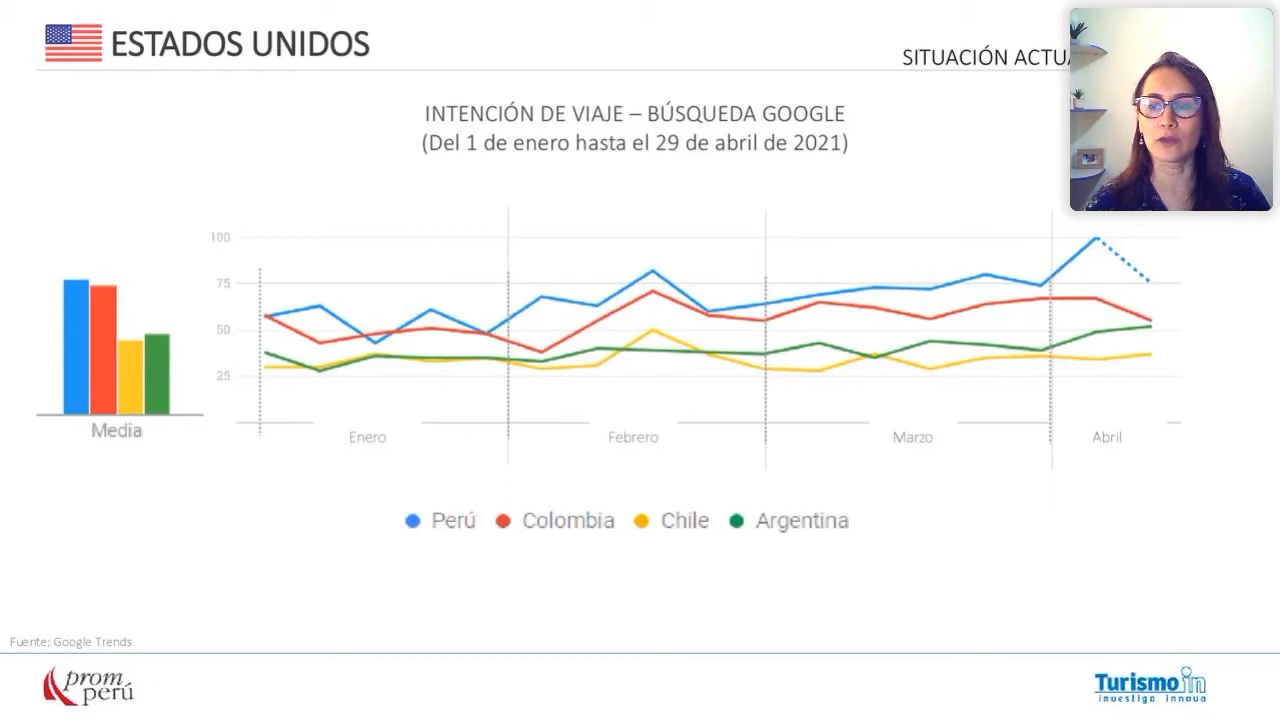 ESTADOS UNIDOS
SITUACIÓN ACTUA
INTENCIÓN DE VIAJE – BÚSQUEDA GOOGLE
(Del 1 de enero hasta el 29 de abril de 2021)
100
75
50
25
Media
Enero
Febrero
Marzo
Abril
Perú
Colombia
Chile
Argentina
Fuente: Google Trends
prom
perú
Turismo in
investiga innova